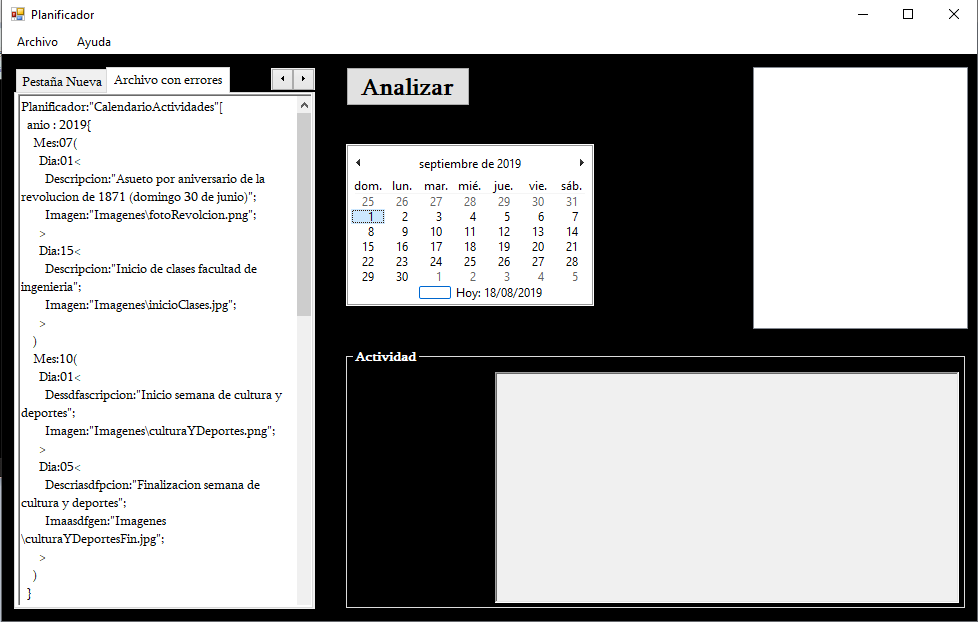 Planificador
Archivo Ayuda
Pestaña Nueva Archivo con errores
Planificador:"CalendarioActividades"[
anio : 2019{
Mes:07(
Dia:01<
Descripcion:"Asueto por aniversario de la
revolucion de 1871 (domingo 30 de junio)";
Imagen:"Imagenes\fotoRevolcion.png";
>
Dia:15<
Descripcion:"Inicio de clases facultad de
ingenieria";
Imagen:"Imagenes\inicioClases.jpg";
>
)
Mes:10(
Dia:01<
Dessdfascripcion:"Inicio semana de cultura y
deportes";
Imagen:"Imagenes\culturaYDeportes.png";
>
Dia:05<
Descriasdfpcion:"Finalizacion semana de
cultura y deportes";
Imaasdfgen:"Imagenes
\culturaYDeportesFin.jpg";
>
)
}
Analizar
septiembre de 2019
dom. lun. mar. mié. jue. vie. sáb.
25 26 27 28 29 30 31
1 2 3 4 5 6 7
8 9 10 11 12 13 14
15 16 17 18 19 20 21
22 23 24 25 26 27 28
29 30 1 2 3 4 5
Hoy: 18/08/2019
Actividad